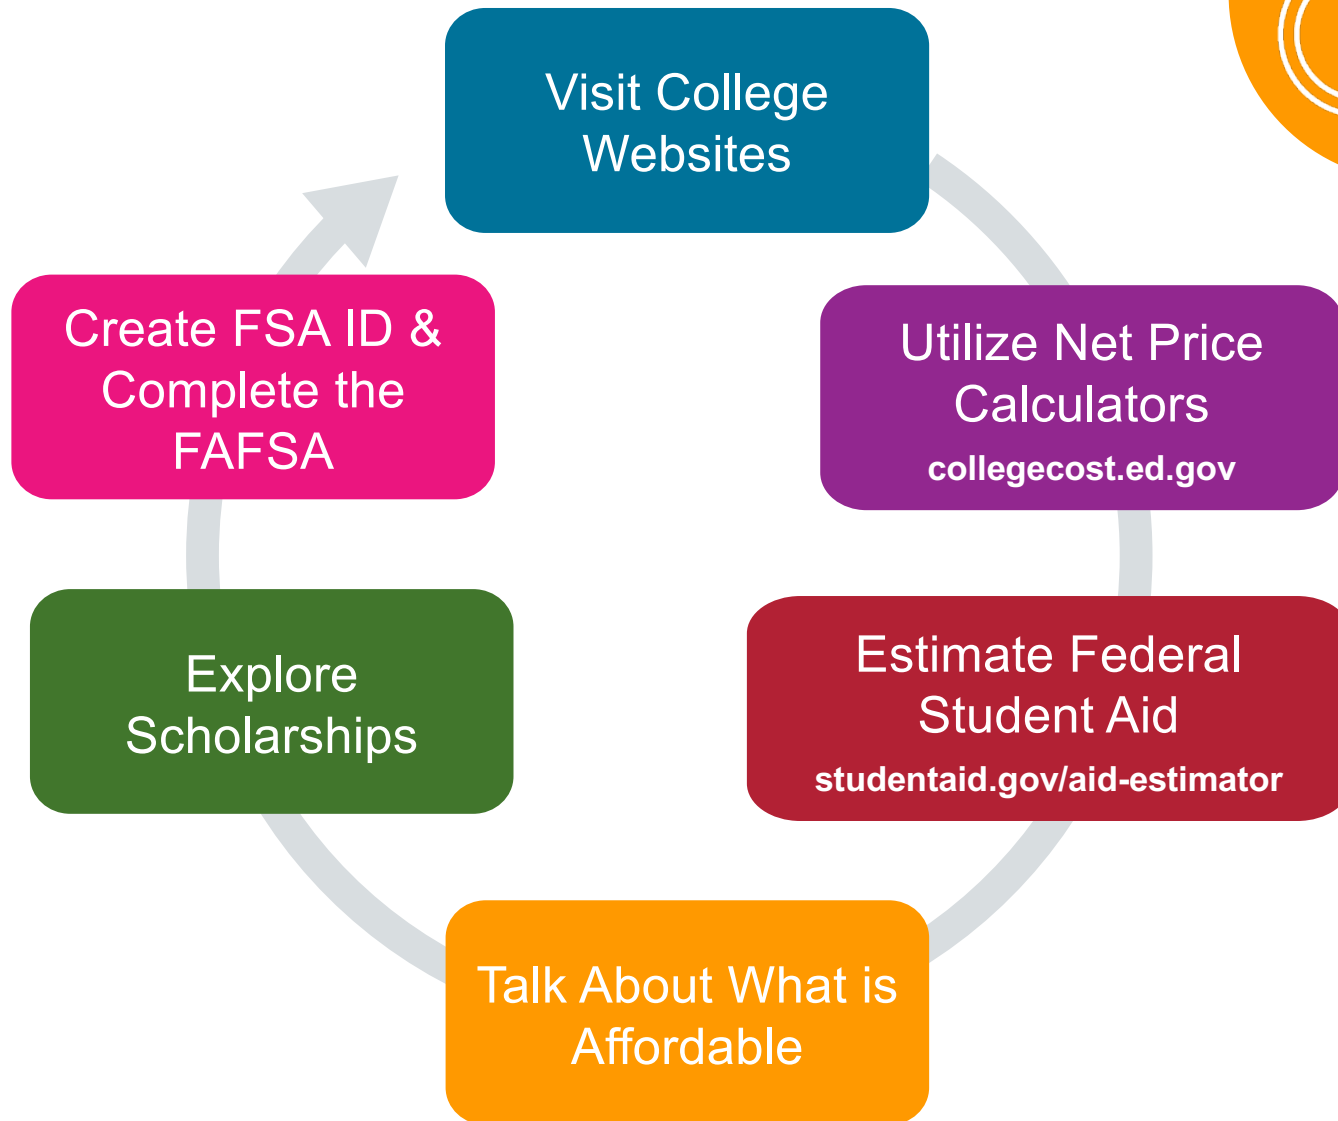 Visit College
Websites
Utilize Net Price
Calculators
collegecost.ed.gov
Estimate Federal
Student Aid
studentaid.gov/aid-estimator
Talk About What is
Affordable
Explore
Scholarships
Create FSA ID &
Complete the
FAFSA